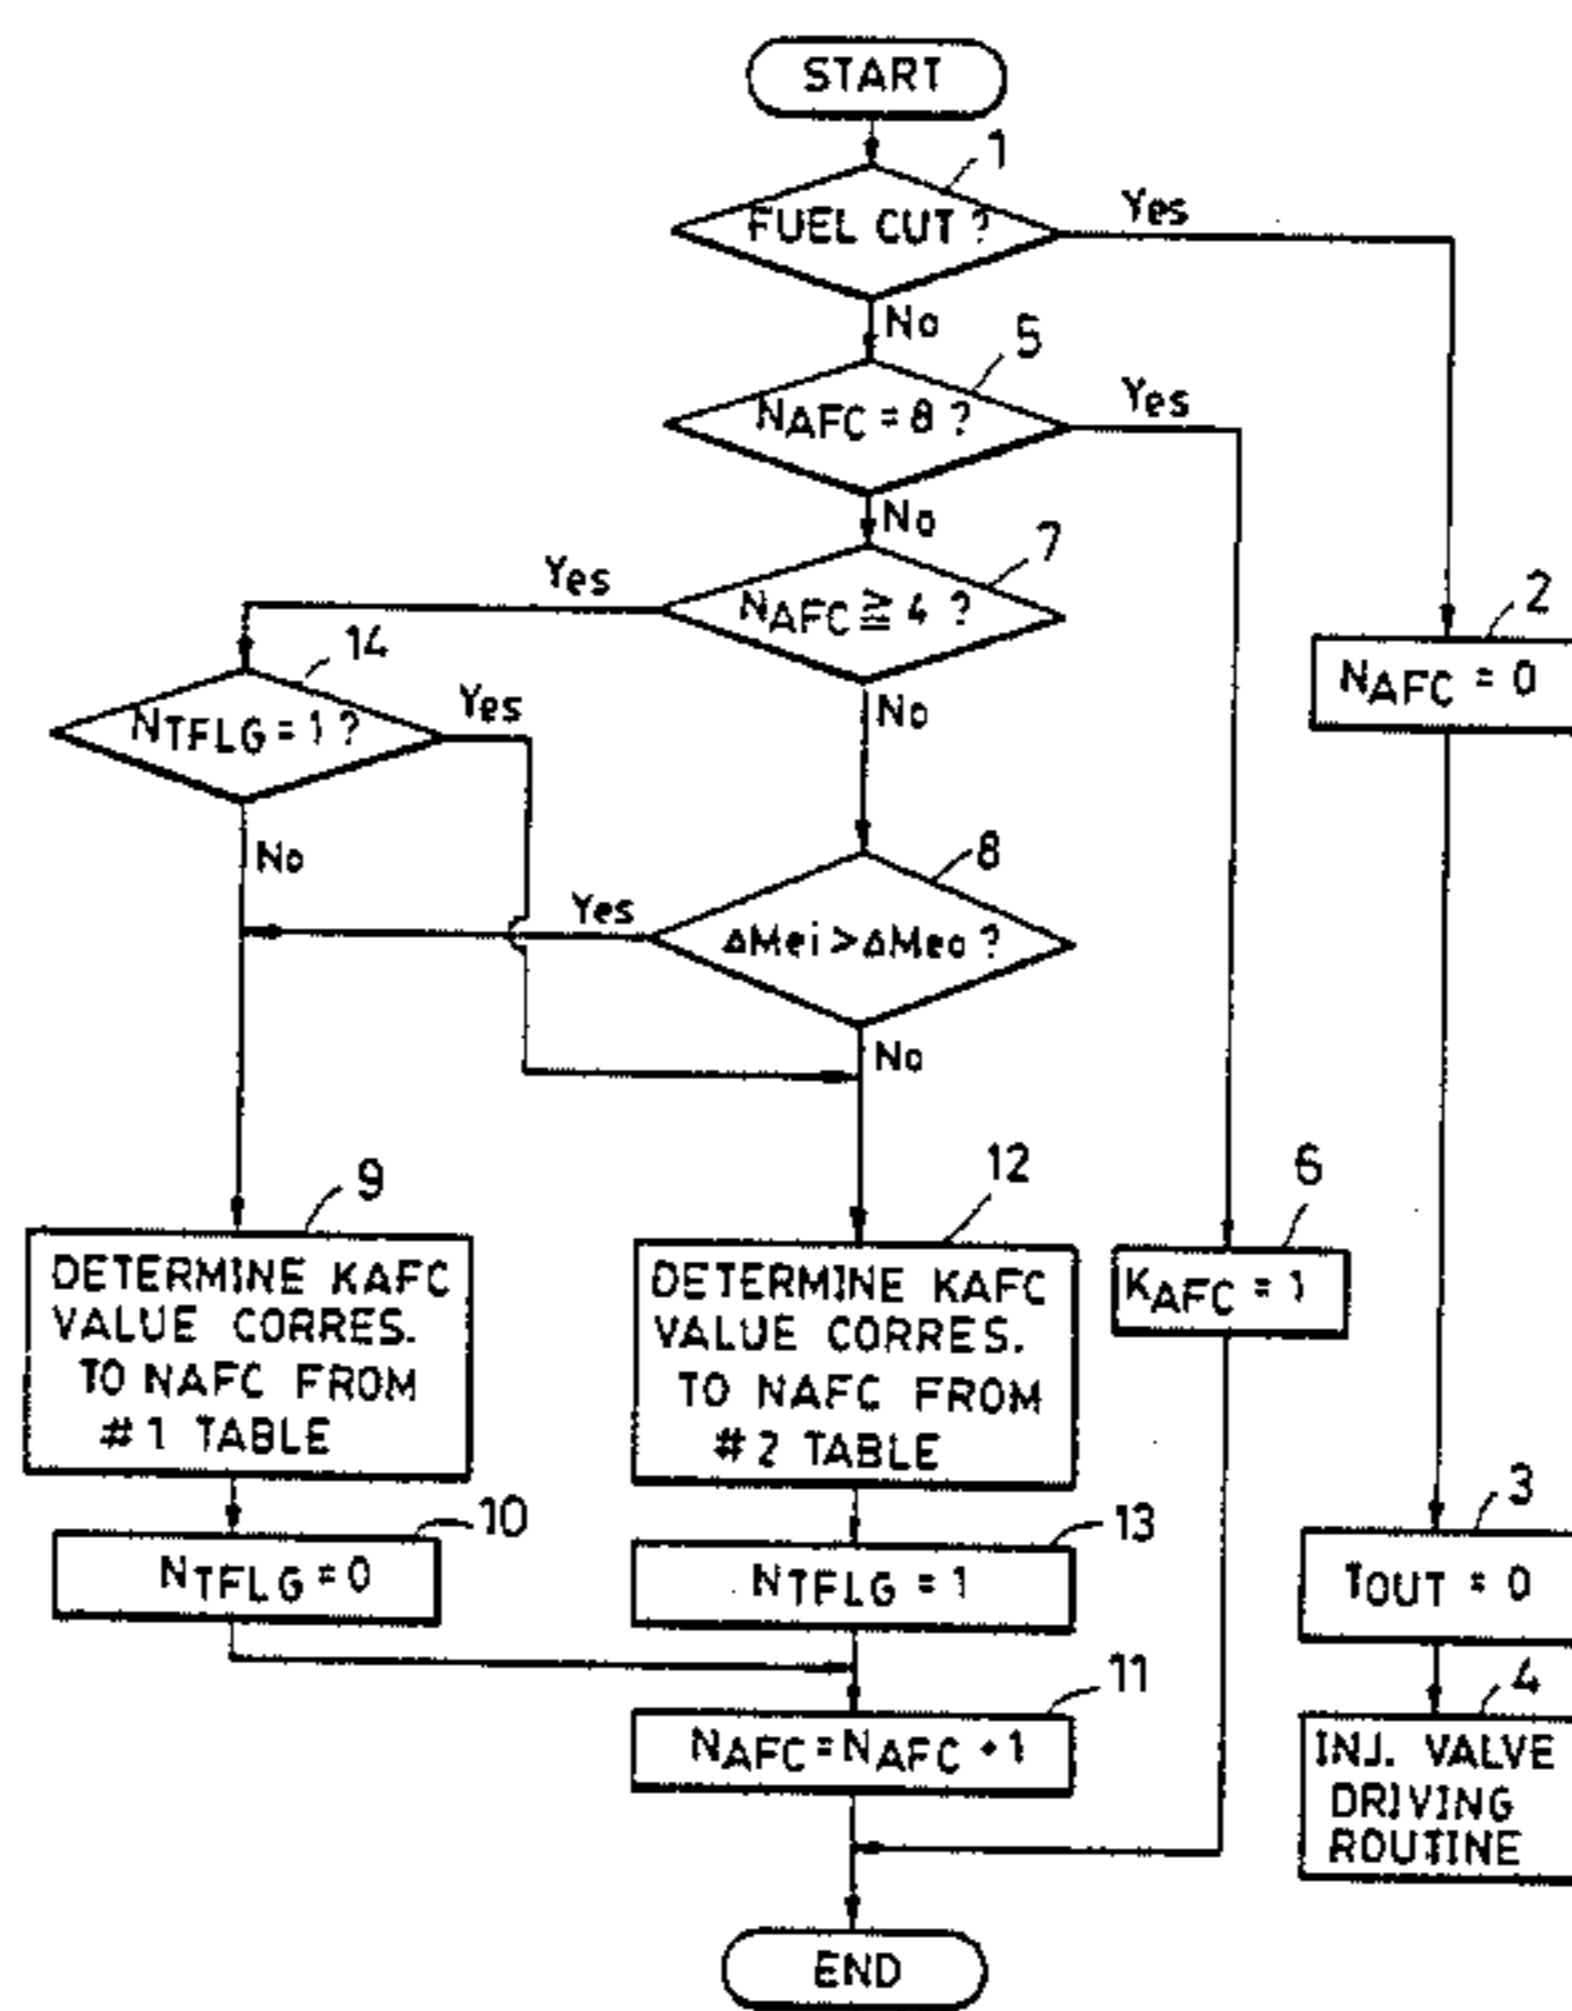 START
1
FUEL CUT ?
Yes
No
5
NAFC = 8 ?
Yes
No
7
Yes
NAFC ≧ 4 ?
2
NAFC = 0
14
NTFLG = 1 ?
Yes
No
No
8
Yes
ΔMei > ΔMeo ?
No
9
DETERMINE KAFC
VALUE CORRES.
TO NAFC FROM
#1 TABLE
12
DETERMINE KAFC
VALUE CORRES.
TO NAFC FROM
#2 TABLE
6
KAFC = 1
10
NTFLG = 0
13
NTFLG = 1
3
TOUT = 0
11
NAFC = NAFC + 1
4
INJ. VALVE
DRIVING
ROUTINE
END